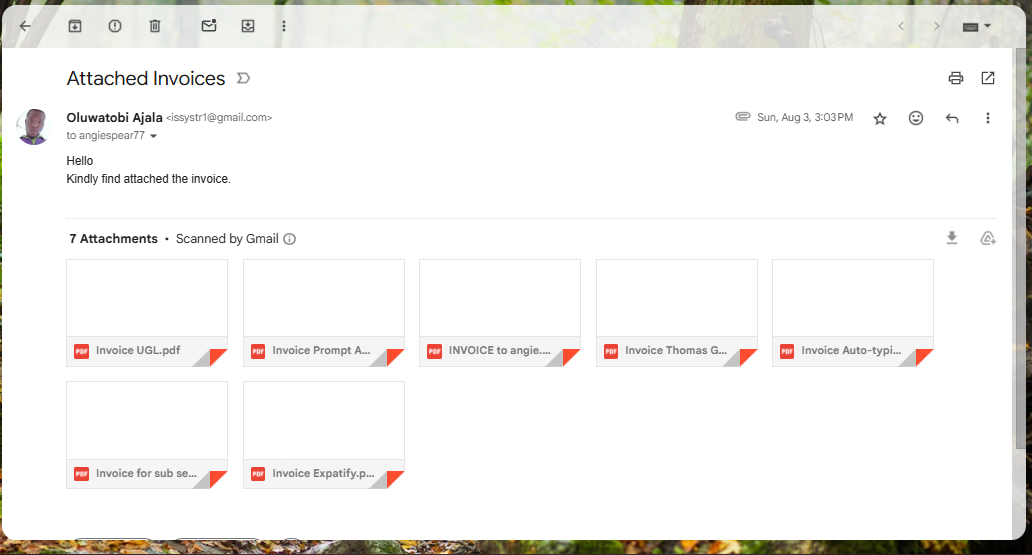 Attached Invoices
Oluwatobi Ajala <issystr1@gmail.com>
Sun, Aug 3, 3:03 PM
to angiespear77
Hello
Kindly find attached the invoice.
7 Attachments • Scanned by Gmail
PDF Invoice UGL.pdf
PDF Invoice Prompt A...
PDF INVOICE to angie....
PDF Invoice Thomas G...
PDF Invoice Auto-typi...
PDF Invoice for sub se...
PDF Invoice Expatify.p...